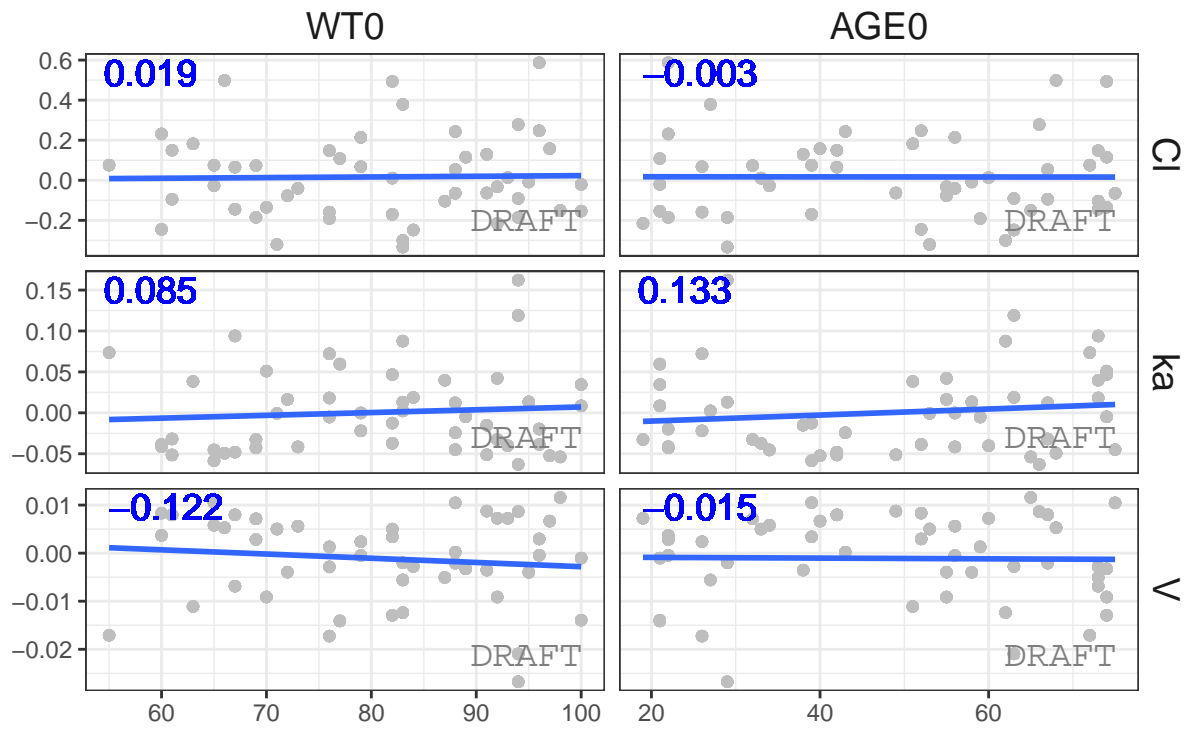 WT0 AGE0
0.6 0.019 −0.003
0.4
0.2
0.0
−0.2 DRAFT DRAFT
Cl
0.15 0.085 0.133
0.10
0.05
0.00
−0.05 DRAFT DRAFT
ka
0.01 −0.122 −0.015
0.00
−0.01
−0.02 DRAFT DRAFT
V
60 70 80 90 100 20 40 60